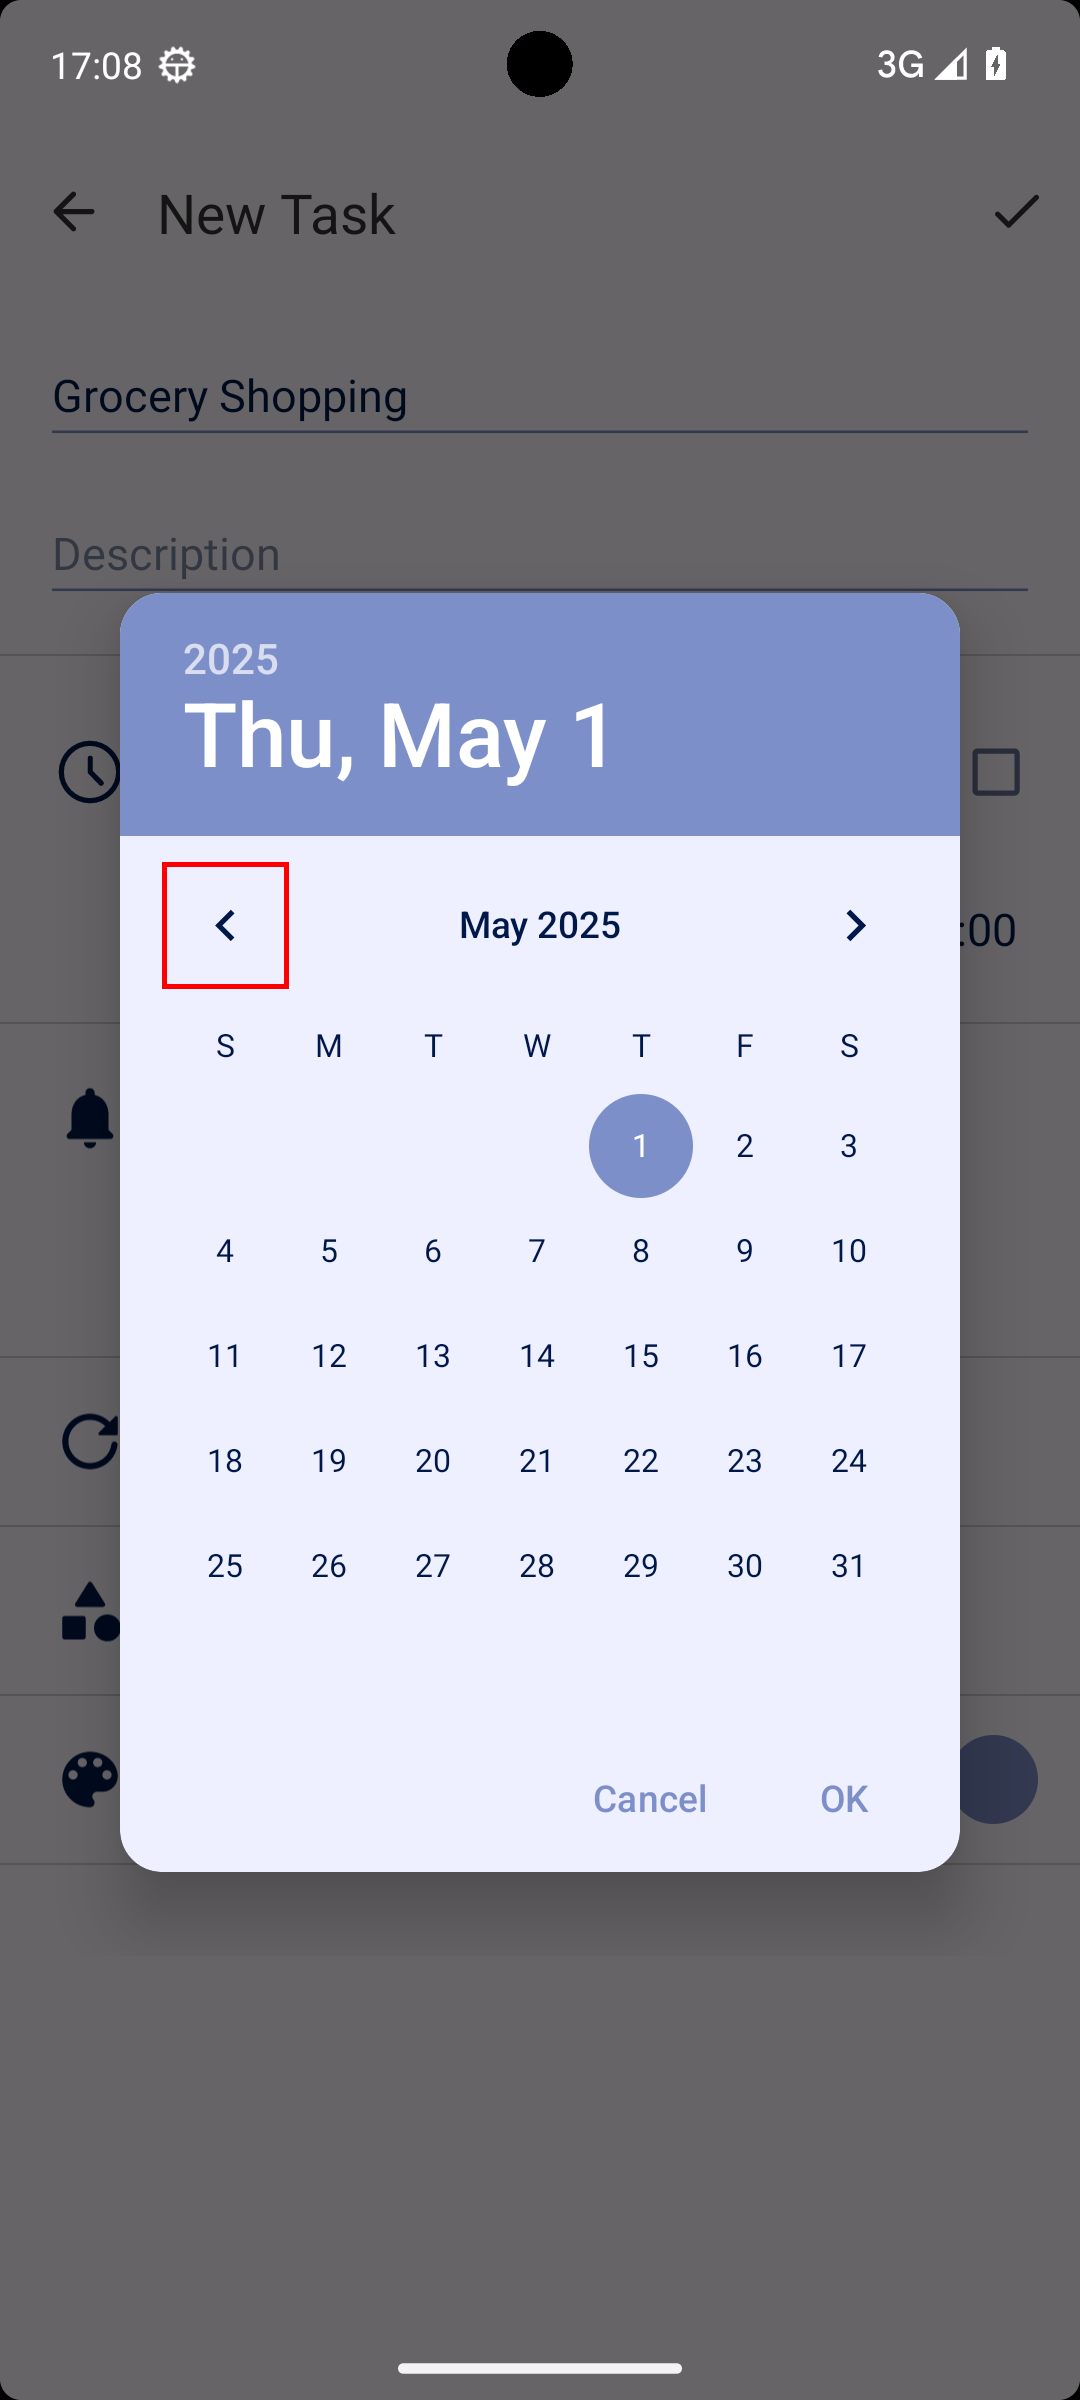 17:08
3G
New Task
Grocery Shopping
Description
2025
Thu, May 1
May 2025
:00
S M T W T F S
1 2 3
4 5 6 7 8 9 10
11 12 13 14 15 16 17
18 19 20 21 22 23 24
25 26 27 28 29 30 31
Cancel OK